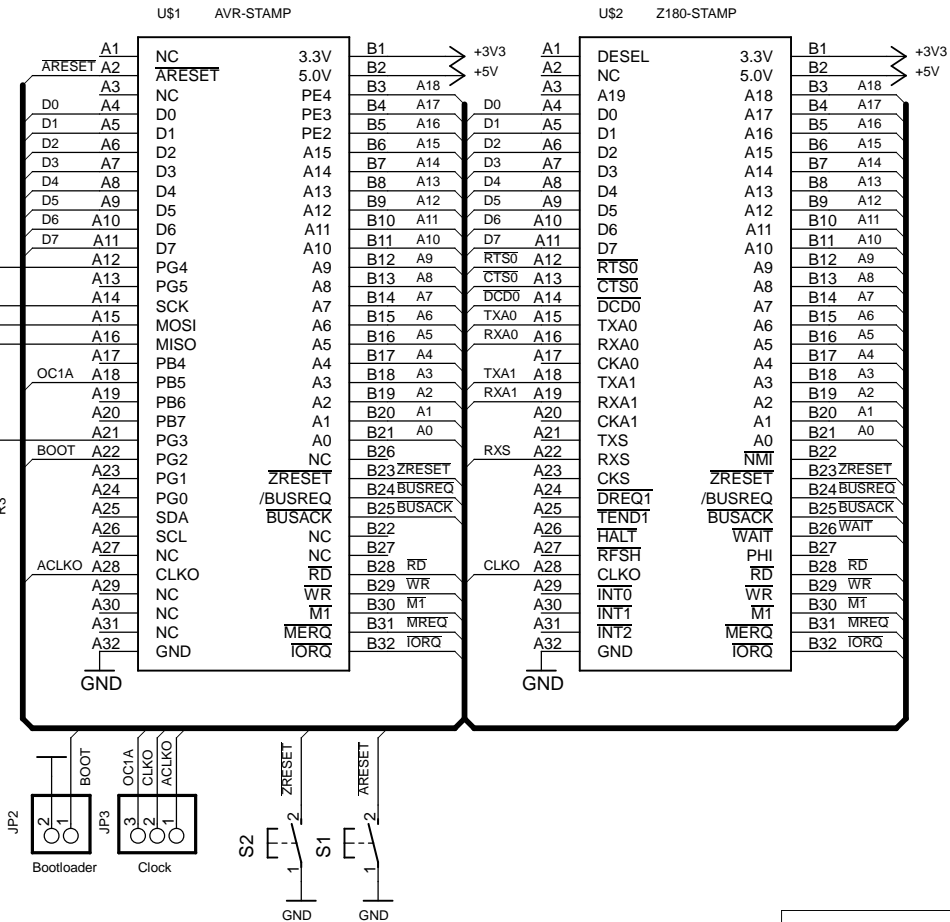 U$1 AVR-STAMP
A1 NC 3.3V B1 +3V3
ARESET A2 ARESET 5.0V B2 +5V
A3 NC PE4 B3 A18
D0 A4 D0 PE3 B4 A17
D1 A5 D1 PE2 B5 A16
D2 A6 D2 A15 B6 A15
D3 A7 D3 A14 B7 A14
D4 A8 D4 A13 B8 A13
D5 A9 D5 A12 B9 A12
D6 A10 D6 A11 B10 A11
D7 A11 D7 A10 B11 A10
A12 PG4 A9 B12 A9
A13 PG5 A8 B13 A8
A14 SCK A7 B14 A7
A15 MOSI A6 B15 A6
A16 MISO A5 B16 A5
A17 PB4 A4 B17 A4
OC1A A18 PB5 A3 B18 A3
A19 PB6 A2 B19 A2
A20 PB7 A1 B20 A1
A21 PG3 A0 B21 A0
BOOT A22 PG2 NC B26
A23 PG1 ZRESET B23 ZRESET
A24 PG0 /BUSREQ B24 BUSREQ
A25 SDA BUSACK B25 BUSACK
A26 SCL NC B22
A27 NC NC B27
ACLKO A28 CLKO RD B28 RD
A29 NC WR B29 WR
A30 NC M1 B30 M1
A31 NC MERQ B31 MREQ
A32 GND IORQ B32 IORQ
GND
U$2 Z180-STAMP
A1 DESEL 3.3V B1 +3V3
A2 NC 5.0V B2 +5V
A3 A19 A18 B3 A18
D0 A4 D0 A17 B4 A17
D1 A5 D1 A16 B5 A16
D2 A6 D2 A15 B6 A15
D3 A7 D3 A14 B7 A14
D4 A8 D4 A13 B8 A13
D5 A9 D5 A12 B9 A12
D6 A10 D6 A11 B10 A11
D7 A11 D7 A10 B11 A10
RTS0 A12 RTS0 A9 B12 A9
CTS0 A13 CTS0 A8 B13 A8
DCD0 A14 DCD0 A7 B14 A7
TXA0 A15 TXA0 A6 B15 A6
RXA0 A16 RXA0 A5 B16 A5
A17 CKA0 A4 B17 A4
TXA1 A18 TXA1 A3 B18 A3
RXA1 A19 RXA1 A2 B19 A2
A20 CKA1 A1 B20 A1
A21 TXS A0 B21 A0
RXS A22 RXS NMI B22
A23 CKS ZRESET B23 ZRESET
A24 DREQ1 /BUSREQ B24 BUSREQ
A25 TEND1 BUSACK B25 BUSACK
A26 HALT WAIT B26 WAIT
A27 RFSH PHI B27
CLKO A28 CLKO RD B28 RD
A29 INT0 WR B29 WR
A30 INT1 M1 B30 M1
A31 INT2 MERQ B31 MREQ
A32 GND IORQ B32 IORQ
GND
BOOT
JP2 2 1
Bootloader
OC1A CLKO ACLKO
JP3 3 2 1
Clock
ZRESET
S2 2 1
GND
ARESET
S1 2 1
GND